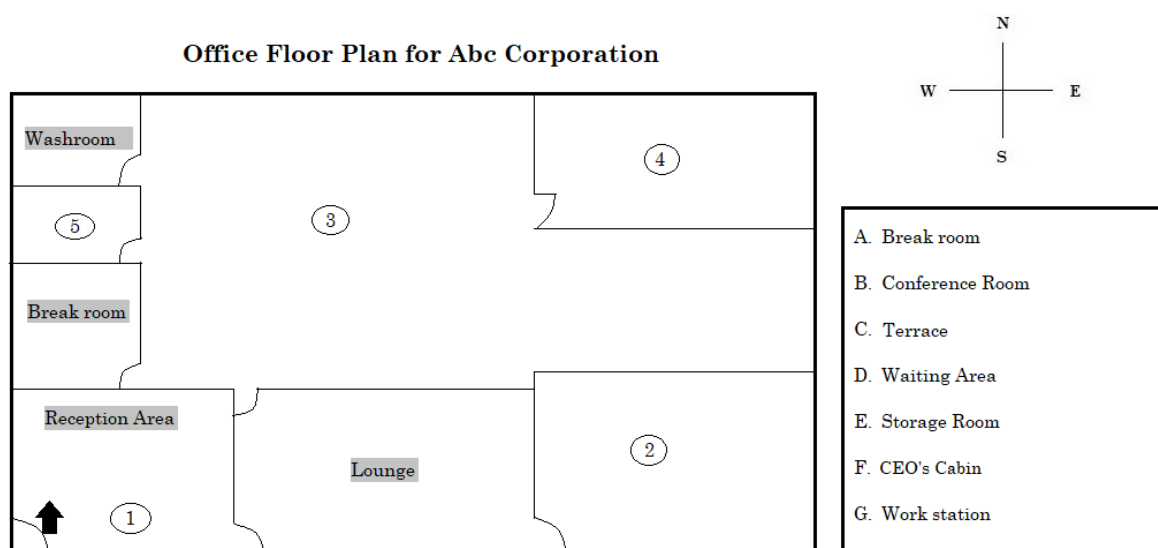 Office Floor Plan for Abc Corporation
N
W E
S
Washroom
4
5
3
Break room
Reception Area
2
Lounge
1
A. Break room
B. Conference Room
C. Terrace
D. Waiting Area
E. Storage Room
F. CEO's Cabin
G. Work station